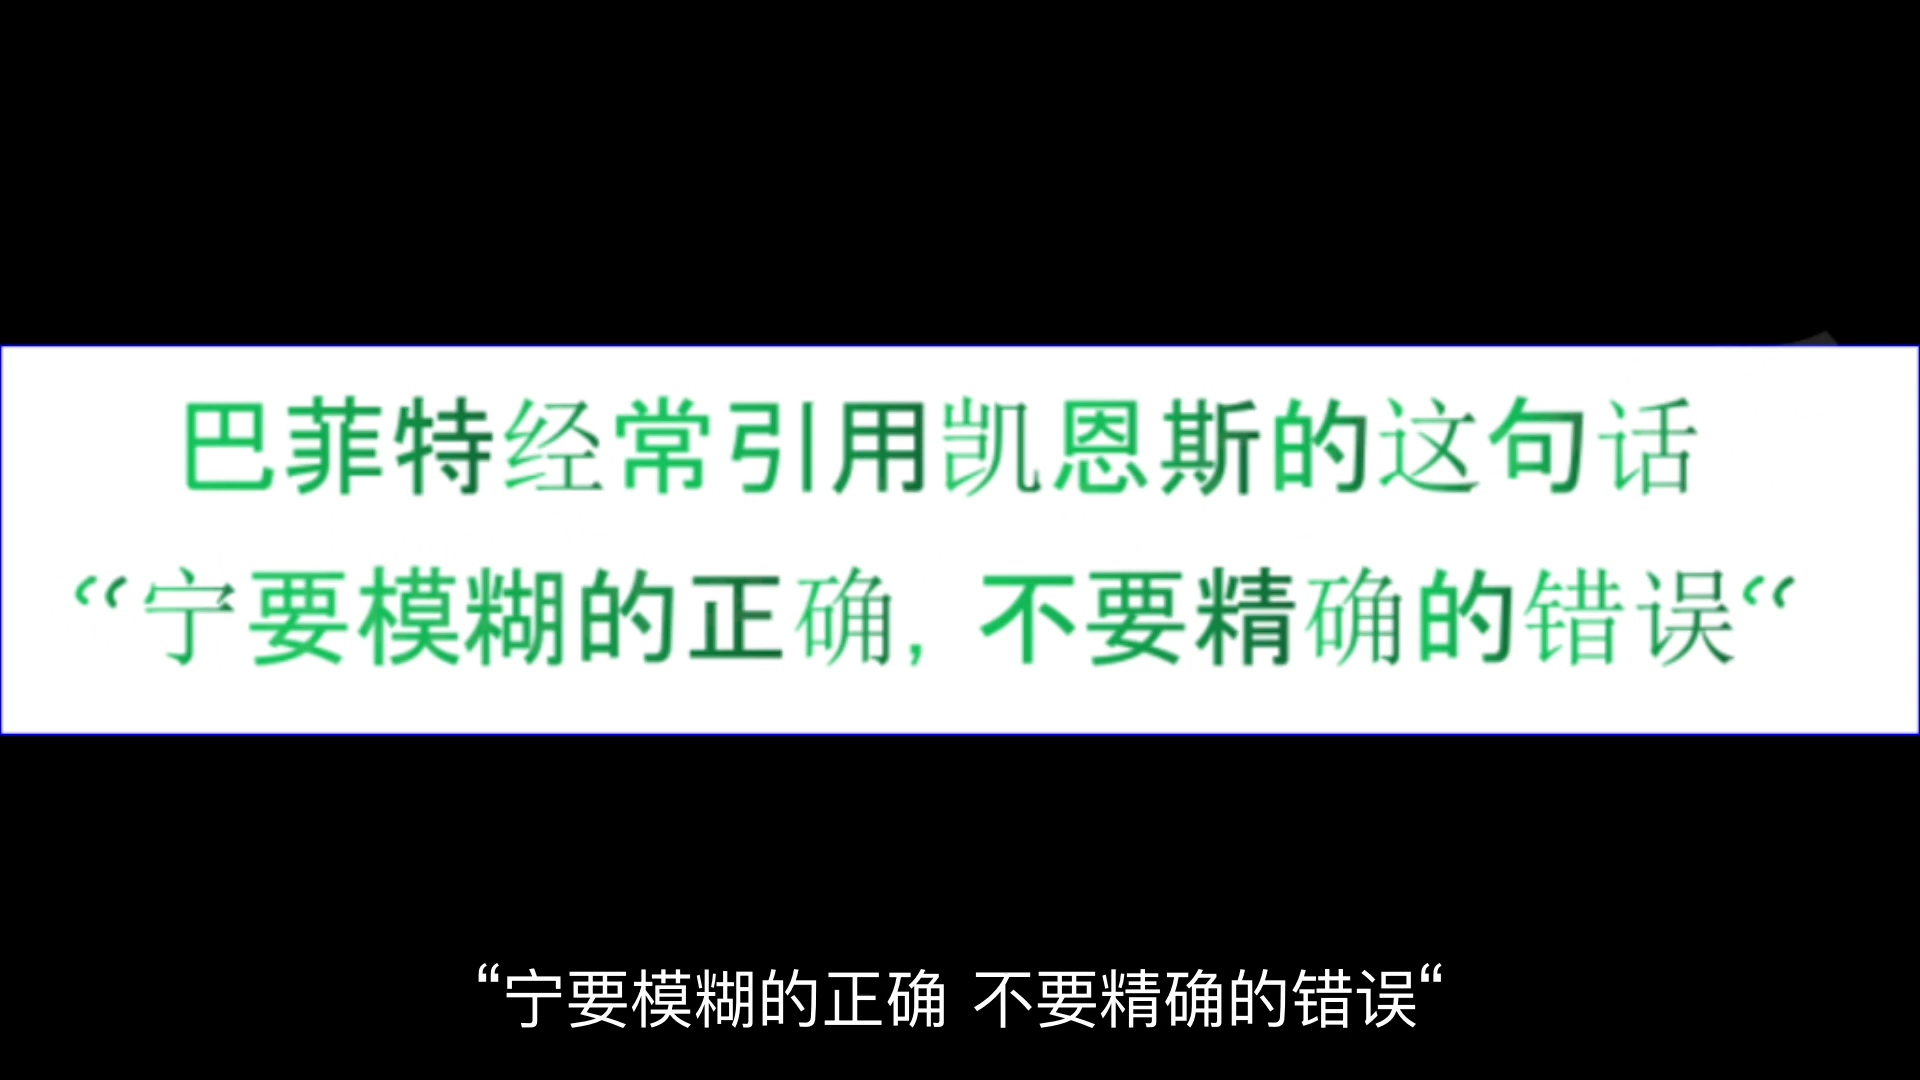 巴菲特经常引用凯恩斯的这句话
“宁要模糊的正确, 不要精确的错误“
“宁要模糊的正确 不要精确的错误“